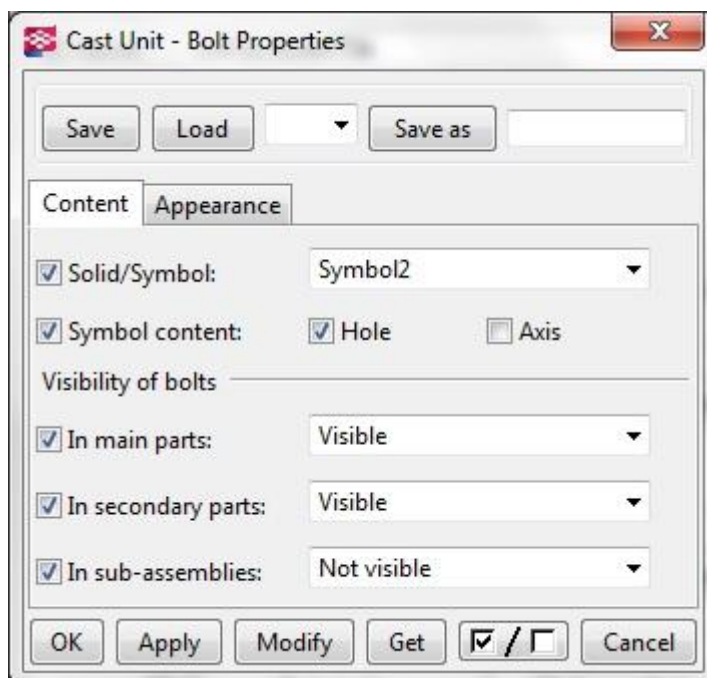 Cast Unit - Bolt Properties
Save Load Save as
Content Appearance
Solid/Symbol: Symbol2
Symbol content: Hole Axis
Visibility of bolts
In main parts: Visible
In secondary parts: Visible
In sub-assemblies: Not visible
OK Apply Modify Get / Cancel